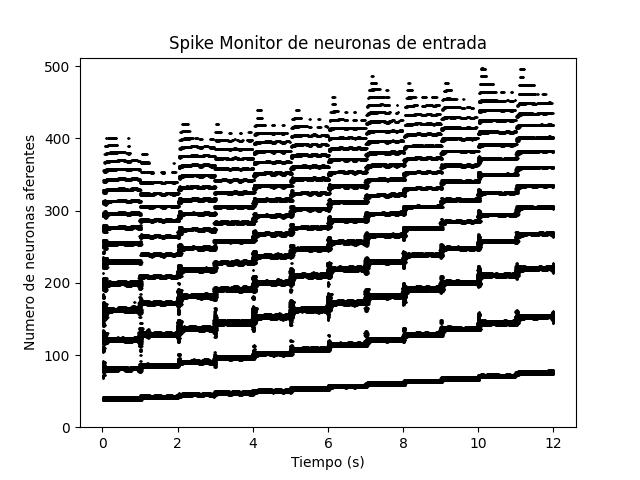 Spike Monitor de neuronas de entrada
500
400
300
200
100
0
Numero de neuronas aferentes
0 2 4 6 8 10 12
Tiempo (s)